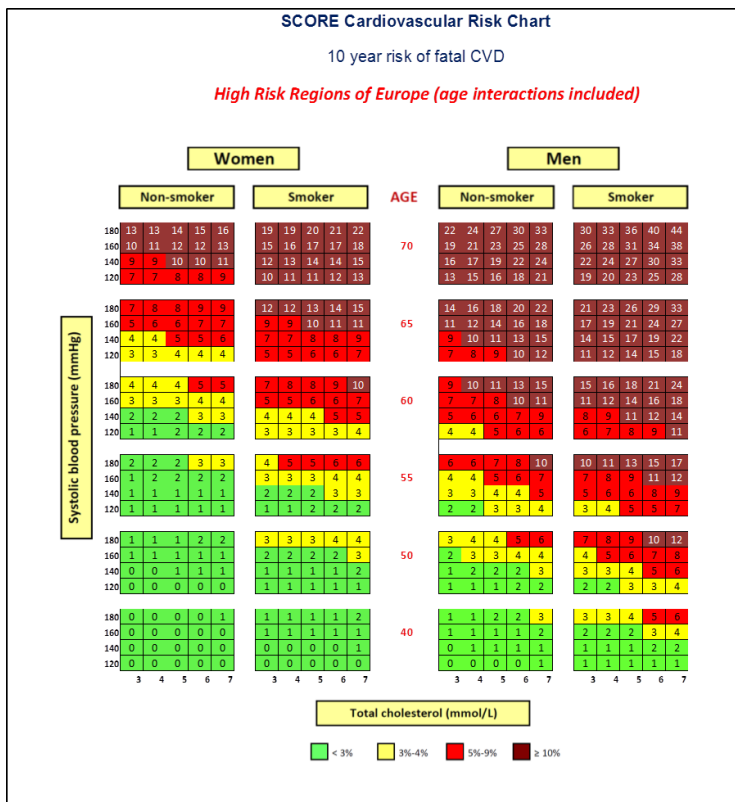 SCORE Cardiovascular Risk Chart
10 year risk of fatal CVD
High Risk Regions of Europe (age interactions included)
Women Men
Non-smoker Smoker AGE Non-smoker Smoker
180 13 13 14 15 16 19 19 20 21 22 22 24 27 30 33 30 33 36 40 44
160 10 11 12 12 13 15 16 17 17 18 70 19 21 23 25 28 26 28 31 34 38
140 9 9 10 10 11 12 13 14 14 15 16 17 19 22 24 22 24 27 30 33
120 7 7 8 8 9 10 11 11 12 13 13 15 16 18 21 19 20 23 25 28
180 7 8 8 9 9 12 12 13 14 15 14 16 18 20 22 21 23 26 29 33
160 5 6 6 7 7 9 9 10 11 11 65 11 12 14 16 18 17 19 21 24 27
140 4 4 5 5 6 7 7 8 8 9 9 10 11 13 15 14 15 17 19 22
120 3 3 4 4 4 5 5 6 6 7 7 8 9 10 12 11 12 14 15 18
180 4 4 4 5 5 7 8 8 9 10 9 10 11 13 15 15 16 18 21 24
160 3 3 3 4 4 5 5 6 6 7 60 7 7 8 10 11 11 12 14 16 18
140 2 2 2 3 3 4 4 4 5 5 5 6 6 7 9 8 9 11 12 14
120 1 1 2 2 2 3 3 3 3 4 4 4 5 6 6 6 7 8 9 11
180 2 2 2 3 3 4 5 5 6 6 6 6 7 8 10 10 11 13 15 17
160 1 2 2 2 2 3 3 3 4 4 55 4 4 5 6 7 7 8 9 11 12
140 1 1 1 1 1 2 2 2 3 3 3 3 4 4 5 5 6 6 8 9
120 1 1 1 1 1 1 1 2 2 2 2 2 3 3 4 3 4 5 5 7
180 1 1 1 2 2 3 3 3 4 4 3 4 4 5 6 7 8 9 10 12
160 1 1 1 1 1 2 2 2 2 3 50 2 3 3 4 4 4 5 6 7 8
140 0 0 1 1 1 1 1 1 1 2 1 2 2 2 3 3 3 4 5 6
120 0 0 0 0 0 1 1 1 1 1 1 1 1 2 2 2 2 3 3 4
180 0 0 0 0 1 1 1 1 1 2 1 1 2 2 3 3 3 4 5 6
160 0 0 0 0 0 1 1 1 1 1 40 1 1 1 1 2 2 2 2 3 4
140 0 0 0 0 0 0 0 0 0 1 0 1 1 1 1 1 1 1 2 2
120 0 0 0 0 0 0 0 0 0 0 0 0 0 0 1 1 1 1 1 1
3 4 5 6 7 3 4 5 6 7 3 4 5 6 7 3 4 5 6 7
Systolic blood pressure (mmHg)
Total cholesterol (mmol/L)
< 3% 3%-4% 5%-9% ≥ 10%